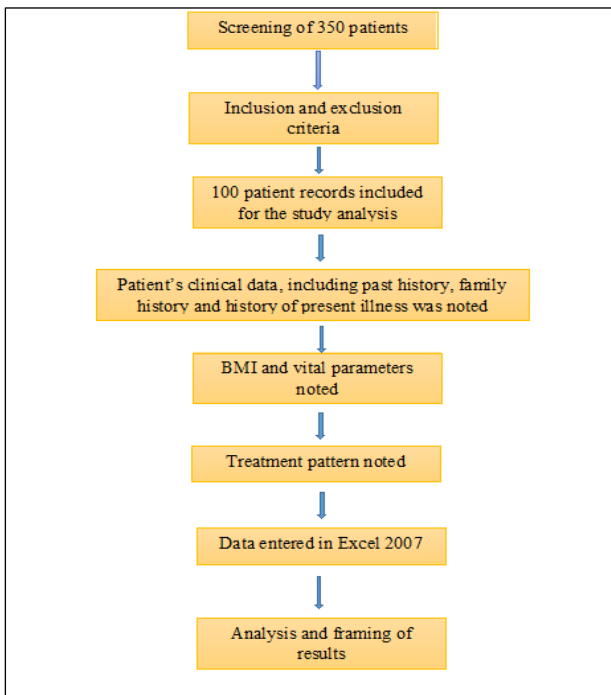 Screening of 350 patients
Inclusion and exclusion
criteria
100 patient records included
for the study analysis
Patient's clinical data, including past history, family
history and history of present illness was noted
BMI and vital parameters
noted
Treatment pattern noted
Data entered in Excel 2007
Analysis and framing of
results